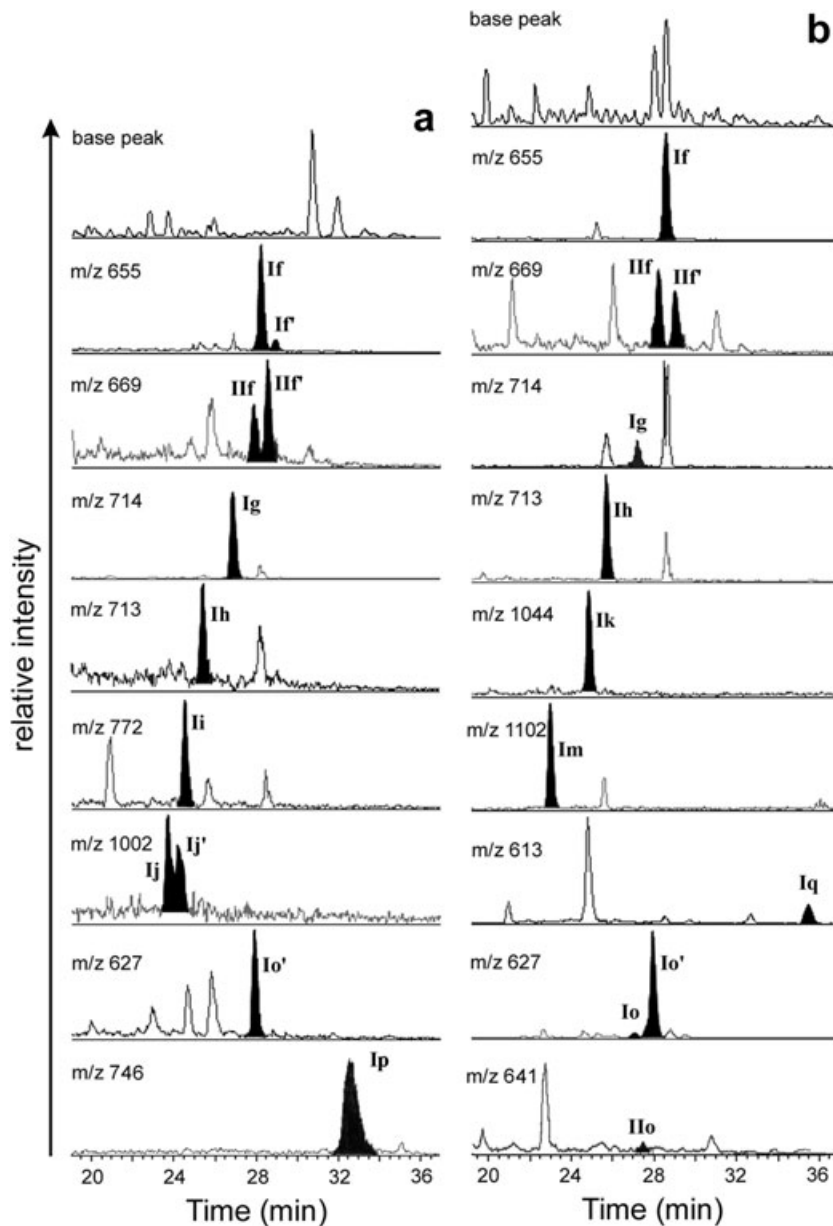 a
base peak
m/z 655
If
If'
m/z 669
IIf
IIf'
m/z 714
Ig
m/z 713
Ih
m/z 772
Ii
m/z 1002
Ij
Ij'
m/z 627
Io'
m/z 746
Ip
20 24 28 32 36
Time (min)
relative intensity
b
base peak
m/z 655
If
m/z 669
IIf
IIf'
m/z 714
Ig
m/z 713
Ih
m/z 1044
Ik
m/z 1102
Im
m/z 613
Iq
m/z 627
Io
Io'
m/z 641
IIo
20 24 28 32 36
Time (min)